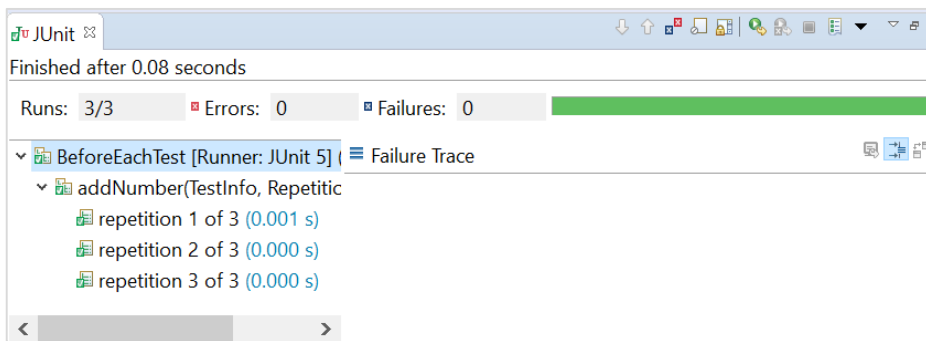 JUnit
Finished after 0.08 seconds
Runs: 3/3 Errors: 0 Failures: 0
BeforeEachTest [Runner: JUnit 5] (
Failure Trace
addNumber(TestInfo, Repetitic
repetition 1 of 3 (0.001 s)
repetition 2 of 3 (0.000 s)
repetition 3 of 3 (0.000 s)